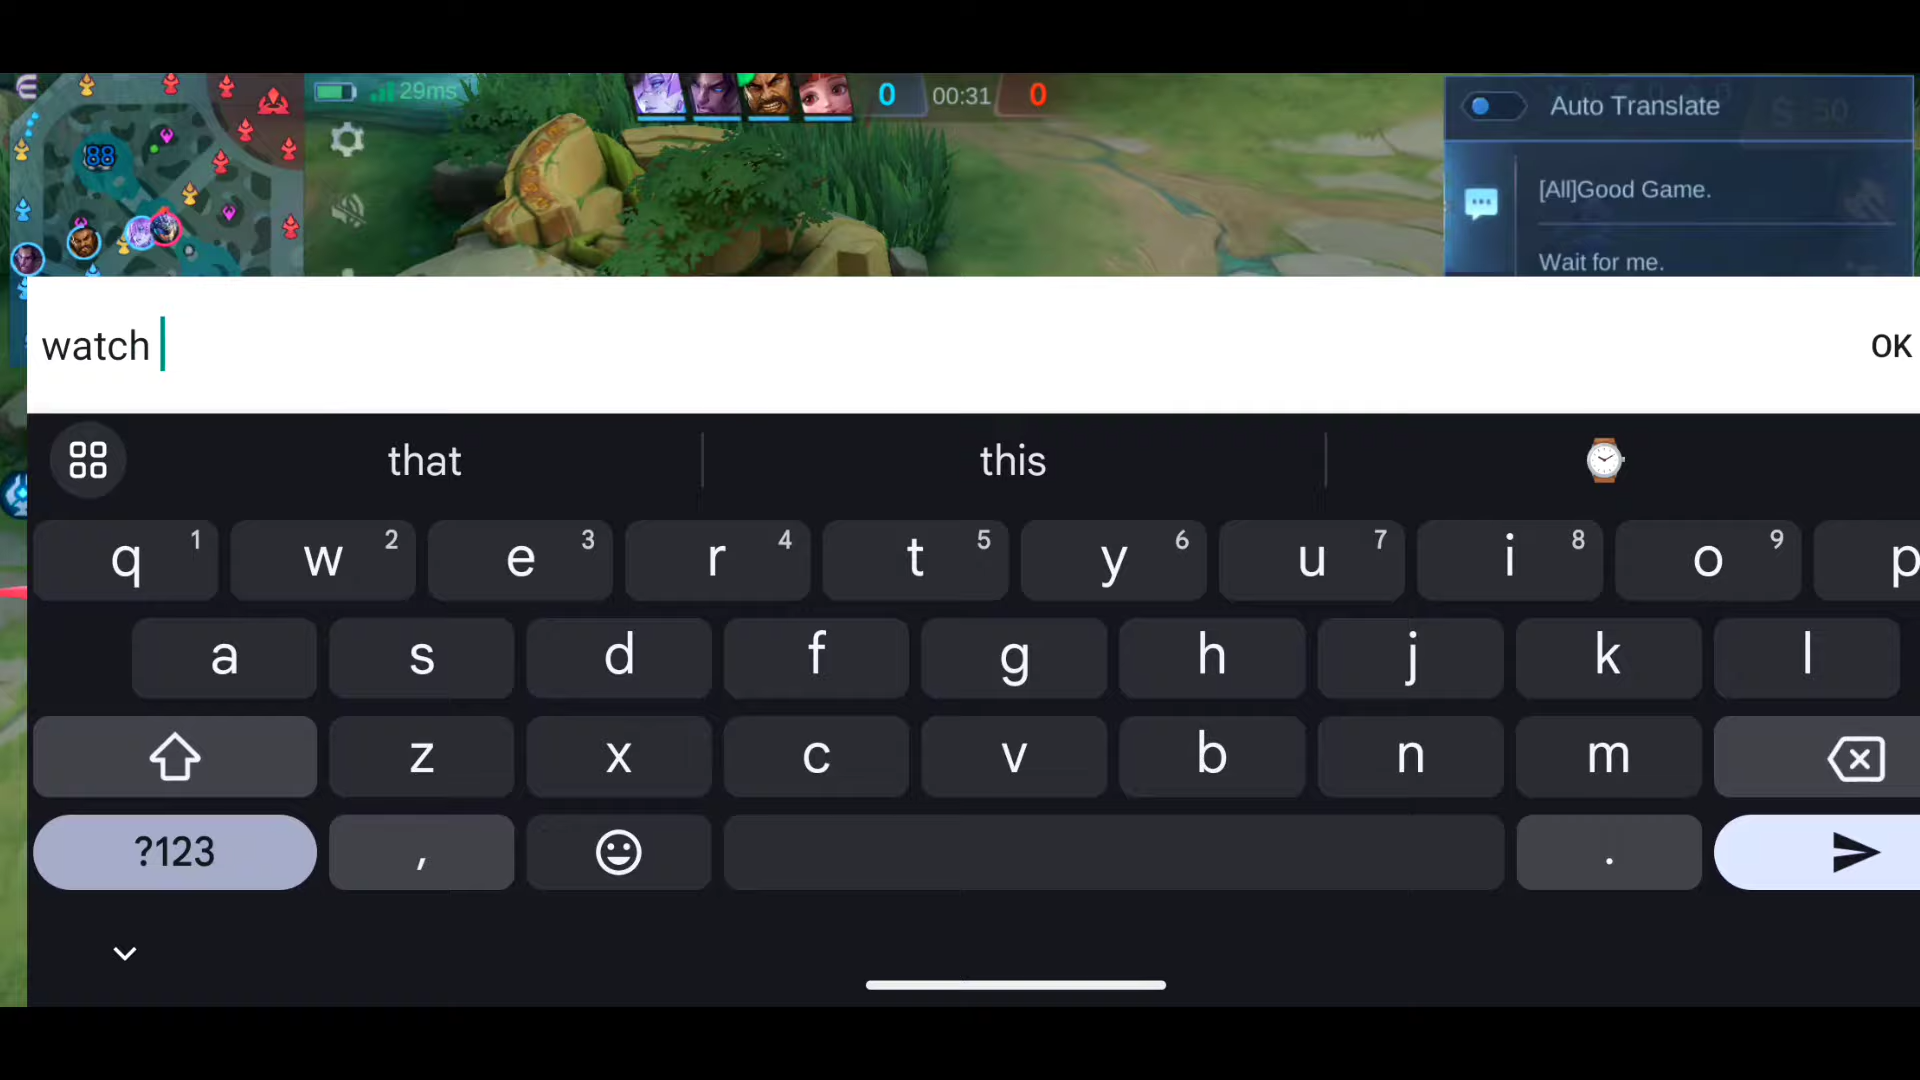 29ms
0 00:31 0
Auto Translate
$ 50
[All]Good Game.
Wait for me.
watch
OK
that this
q 1 w 2 e 3 r 4 t 5 y 6 u 7 i 8 o 9 p
a s d f g h j k l
z x c v b n m
?123 , .